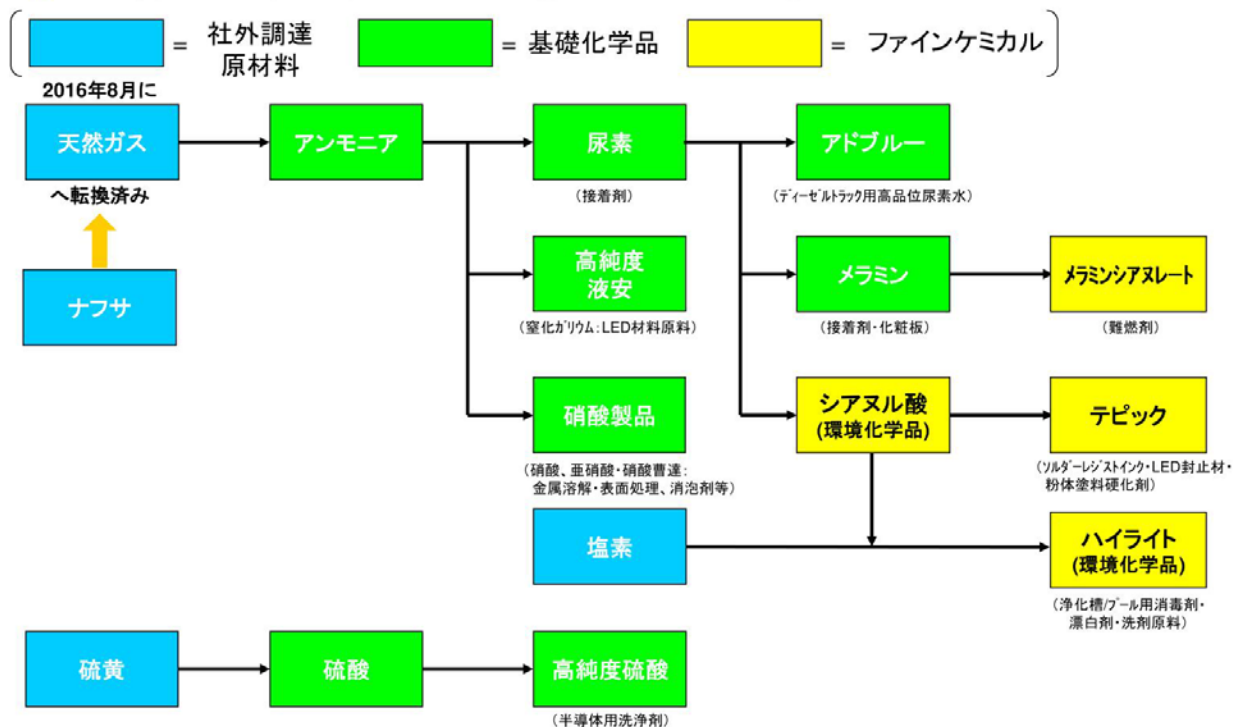 = 社外調達
原材料
= 基礎化学品
= ファインケミカル
2016年8月に
天然ガス
へ転換済み
ナフサ
アンモニア
尿素
(接着剤)
アドブルー
(ﾃﾞｨｰｾﾞﾙﾄﾗｯｸ用高品位尿素水)
高純度
液安
(窒化ガリウム:LED材料原料)
メラミン
(接着剤・化粧板)
メラミンシアヌレート
(難燃剤)
硝酸製品
(硝酸、亜硝酸・硝酸曹達:
金属溶解・表面処理、消泡剤等)
シアヌル酸
(環境化学品)
テピック
(ｿﾙﾀﾞｰﾚｼﾞｽﾄｲﾝｸ・LED封止材・
粉体塗料硬化剤)
塩素
ハイライト
(環境化学品)
(浄化槽/ﾌﾟｰﾙ用消毒剤・
漂白剤・洗剤原料)
硫黄
硫酸
高純度硫酸
(半導体用洗浄剤)